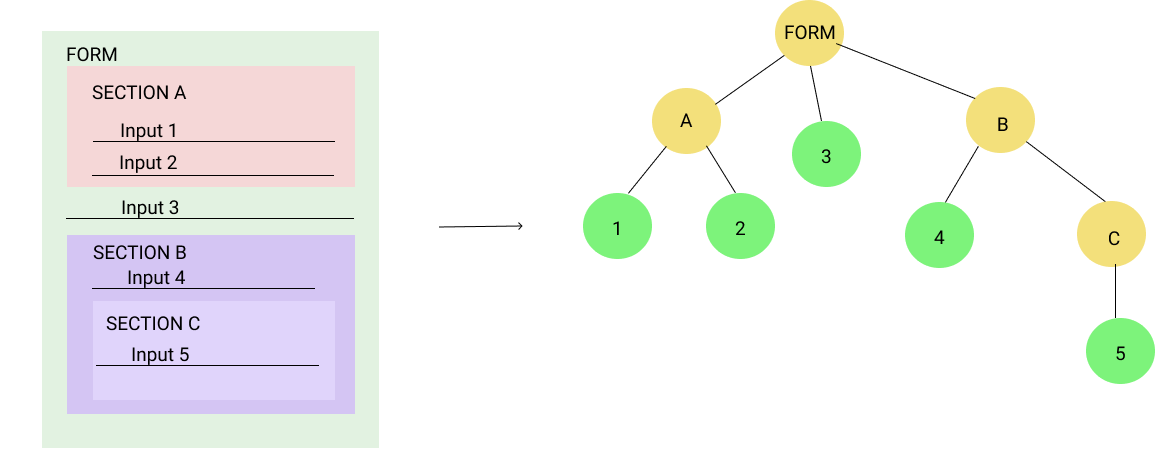 FORM
SECTION A
Input 1
Input 2
Input 3
SECTION B
Input 4
SECTION C
Input 5
FORM
A
3
B
1
2
4
C
5